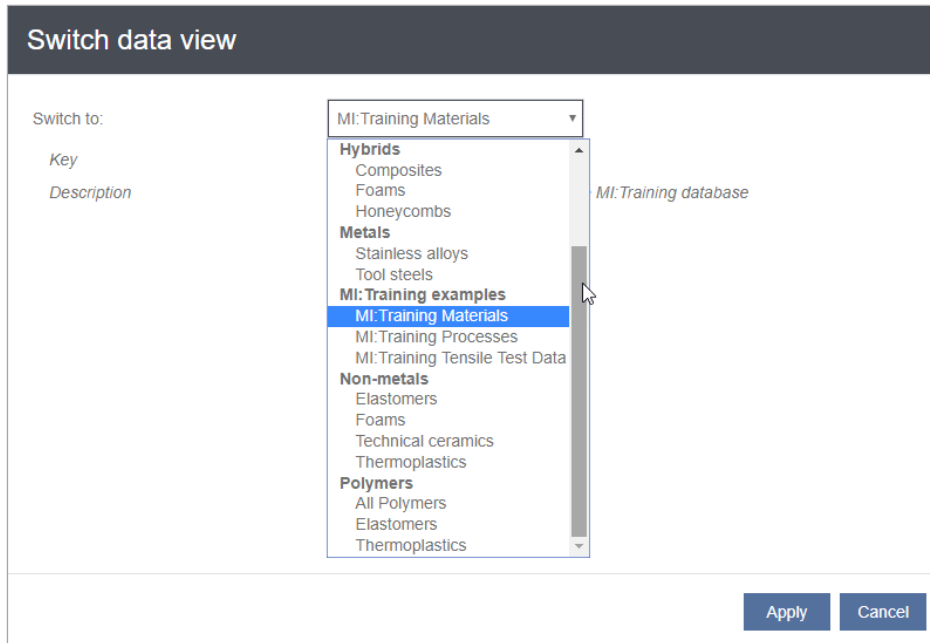 Switch data view
Switch to:
MI:Training Materials
Key
Description
MI:Training database
Hybrids
Composites
Foams
Honeycombs
Metals
Stainless alloys
Tool steels
MI:Training examples
MI:Training Materials
MI:Training Processes
MI:Training Tensile Test Data
Non-metals
Elastomers
Foams
Technical ceramics
Thermoplastics
Polymers
All Polymers
Elastomers
Thermoplastics
Apply
Cancel